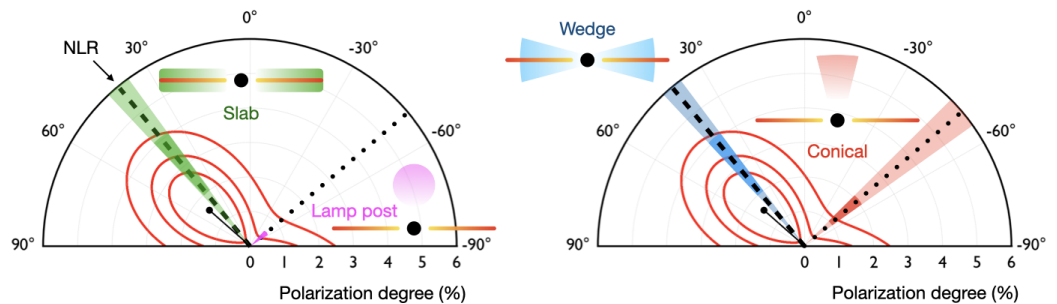 0°
30°
-30°
NLR
60°
-60°
Slab
Lamp post
90°
-90°
0 1 2 3 4 5 6
Polarization degree (%)
Wedge
0°
30°
-30°
60°
-60°
Conical
90°
-90°
0 1 2 3 4 5 6
Polarization degree (%)